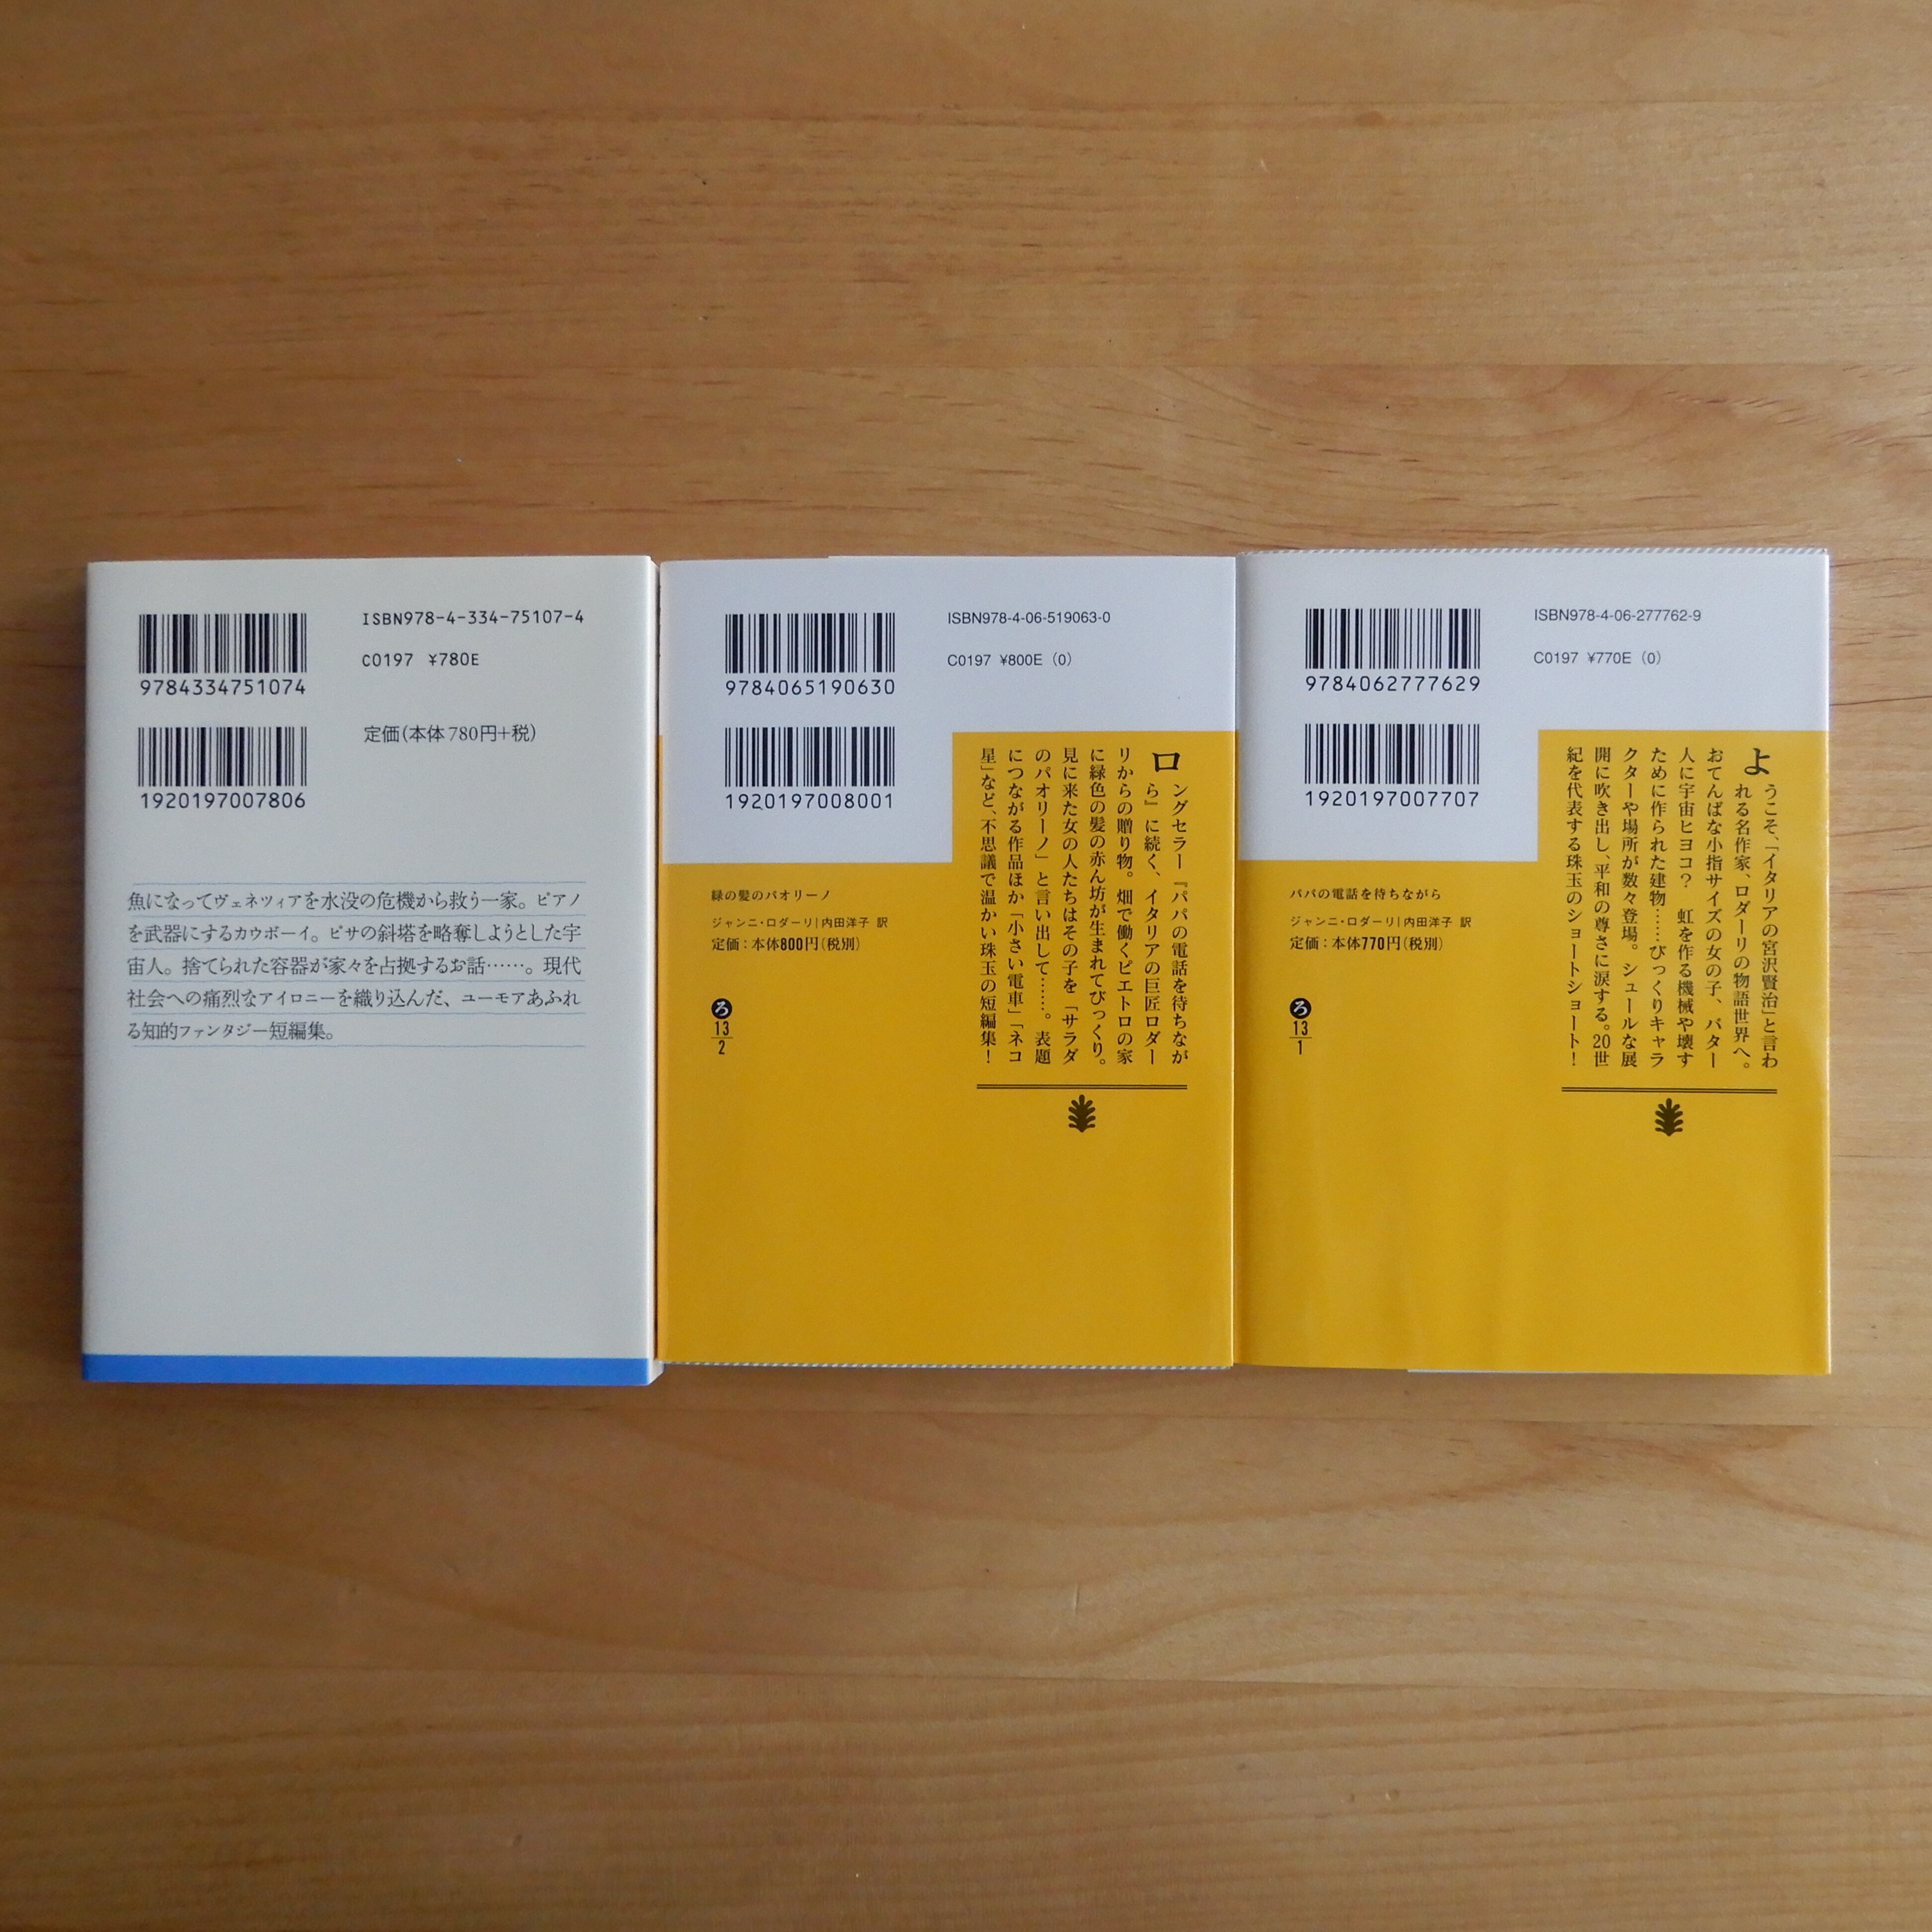 ISBN978-4-334-75107-4
9784334751074
C0197 ¥780E
1920197007806
定価(本体780円+税)
魚になってヴェネツィアを水没の危機から救う一家。ピアノ
を武器にするカウボーイ。ピサの斜塔を略奪しようとした宇
宙人。捨てられた容器が家々を占拠するお話……。現代
社会への痛烈なアイロニーを織り込んだ、ユーモアあふれ
る知的ファンタジー短編集。
ISBN978-4-06-519063-0
9784065190630
C0197 ¥800E (0)
1920197008001
ロングセラー『パパの電話を待ちなが
ら』に続く、イタリアの巨匠ロダー
リからの贈り物。畑で働くピエトロの家
に緑色の髪の赤ん坊が生まれてびっくり。
見に来た女の人たちはその子を「サラダ
のパオリーノ」と言い出して……。表題
につながる作品ほか「小さい電車」「ネコ
星」など、不思議で温かい珠玉の短編集！
緑の髪のパオリーノ
ジャンニ・ロダーリ|内田洋子 訳
定価：本体800円(税別)
ろ
13
2
ISBN978-4-06-277762-9
9784062777629
C0197 ¥770E (0)
1920197007707
ようこそ、「イタリアの宮沢賢治」と言わ
れる名作家、ロダーリの物語世界へ。
おてんばな小指サイズの女の子、バター
人に宇宙ヒヨコ？　虹を作る機械や壊す
ために作られた建物……びっくりキャラ
クターや場所が数々登場。シュールな展
開に吹き出し、平和の尊さに涙する。20世
紀を代表する珠玉のショートショート！
パパの電話を待ちながら
ジャンニ・ロダーリ|内田洋子 訳
定価：本体770円(税別)
ろ
13
1